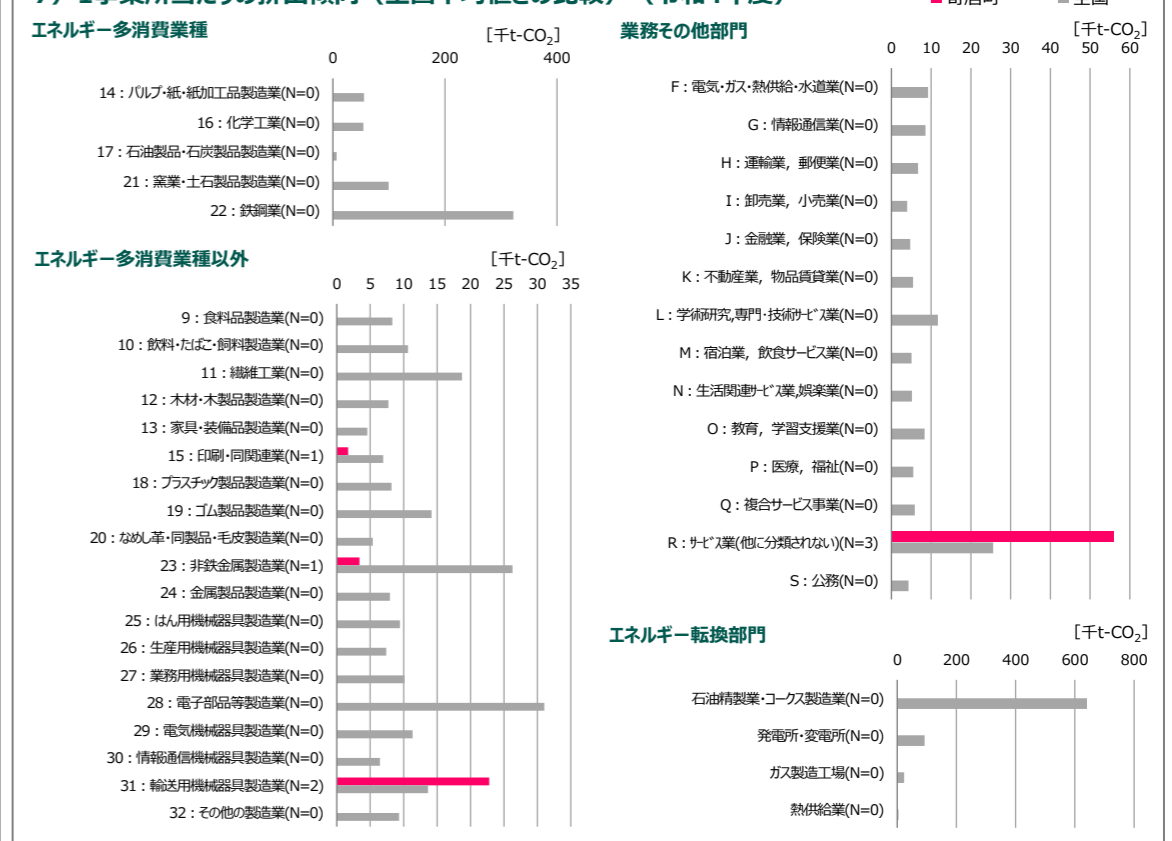 エネルギー多消費業種
[千t-CO2]
0 200 400
14：パルプ・紙・紙加工品製造業(N=0)
16：化学工業(N=0)
17：石油製品・石炭製品製造業(N=0)
21：窯業・土石製品製造業(N=0)
22：鉄鋼業(N=0)
エネルギー多消費業種以外
[千t-CO2]
0 5 10 15 20 25 30 35
9：食料品製造業(N=0)
10：飲料・たばこ・飼料製造業(N=0)
11：繊維工業(N=0)
12：木材・木製品製造業(N=0)
13：家具・装備品製造業(N=0)
15：印刷・同関連業(N=1)
18：プラスチック製品製造業(N=0)
19：ゴム製品製造業(N=0)
20：なめし革・同製品・毛皮製造業(N=0)
23：非鉄金属製造業(N=1)
24：金属製品製造業(N=0)
25：はん用機械器具製造業(N=0)
26：生産用機械器具製造業(N=0)
27：業務用機械器具製造業(N=0)
28：電子部品等製造業(N=0)
29：電気機械器具製造業(N=0)
30：情報通信機械器具製造業(N=0)
31：輸送用機械器具製造業(N=2)
32：その他の製造業(N=0)
業務その他部門
[千t-CO2]
0 10 20 30 40 50 60
F：電気・ガス・熱供給・水道業(N=0)
G：情報通信業(N=0)
H：運輸業，郵便業(N=0)
I：卸売業，小売業(N=0)
J：金融業，保険業(N=0)
K：不動産業，物品賃貸業(N=0)
L：学術研究,専門・技術サービス業(N=0)
M：宿泊業，飲食サービス業(N=0)
N：生活関連サービス業,娯楽業(N=0)
O：教育，学習支援業(N=0)
P：医療，福祉(N=0)
Q：複合サービス事業(N=0)
R：サービス業(他に分類されない)(N=3)
S：公務(N=0)
エネルギー転換部門
[千t-CO2]
0 200 400 600 800
石油精製業・コークス製造業(N=0)
発電所・変電所(N=0)
ガス製造工場(N=0)
熱供給業(N=0)